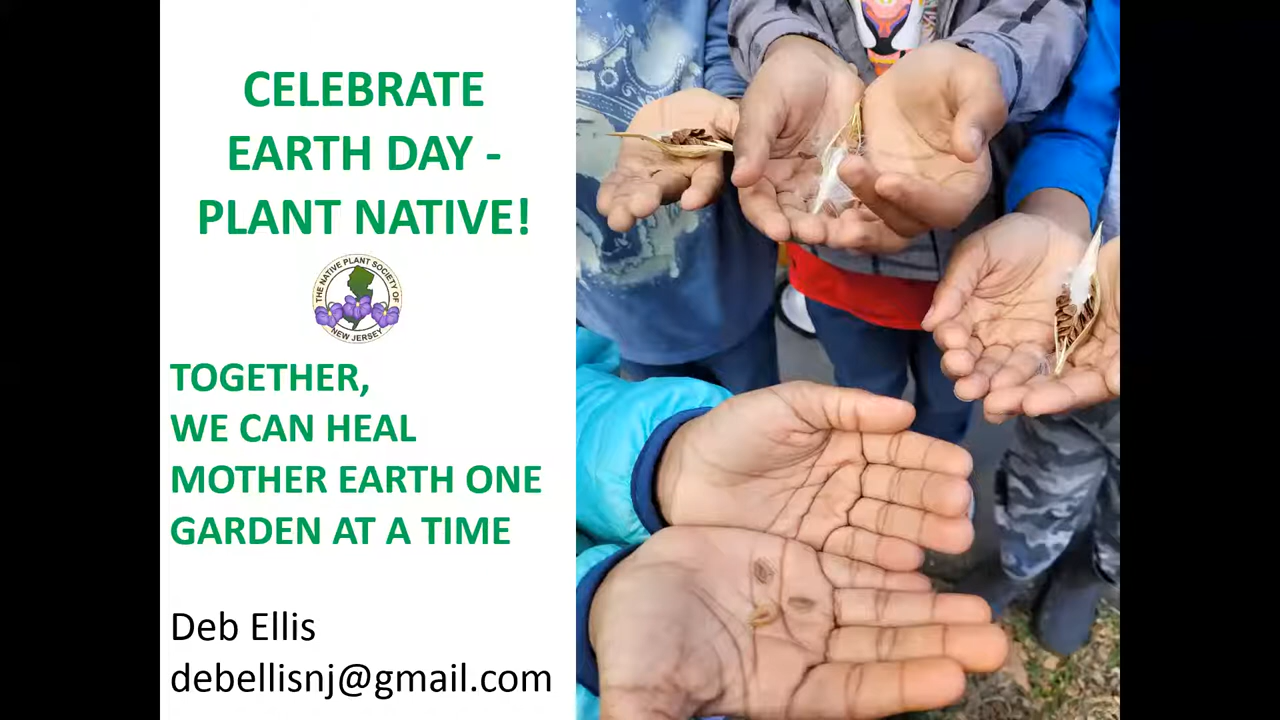 CELEBRATE
EARTH DAY -
PLANT NATIVE!
THE NATIVE PLANT SOCIETY OF
NEW JERSEY
TOGETHER,
WE CAN HEAL
MOTHER EARTH ONE
GARDEN AT A TIME
Deb Ellis
debellisnj@gmail.com